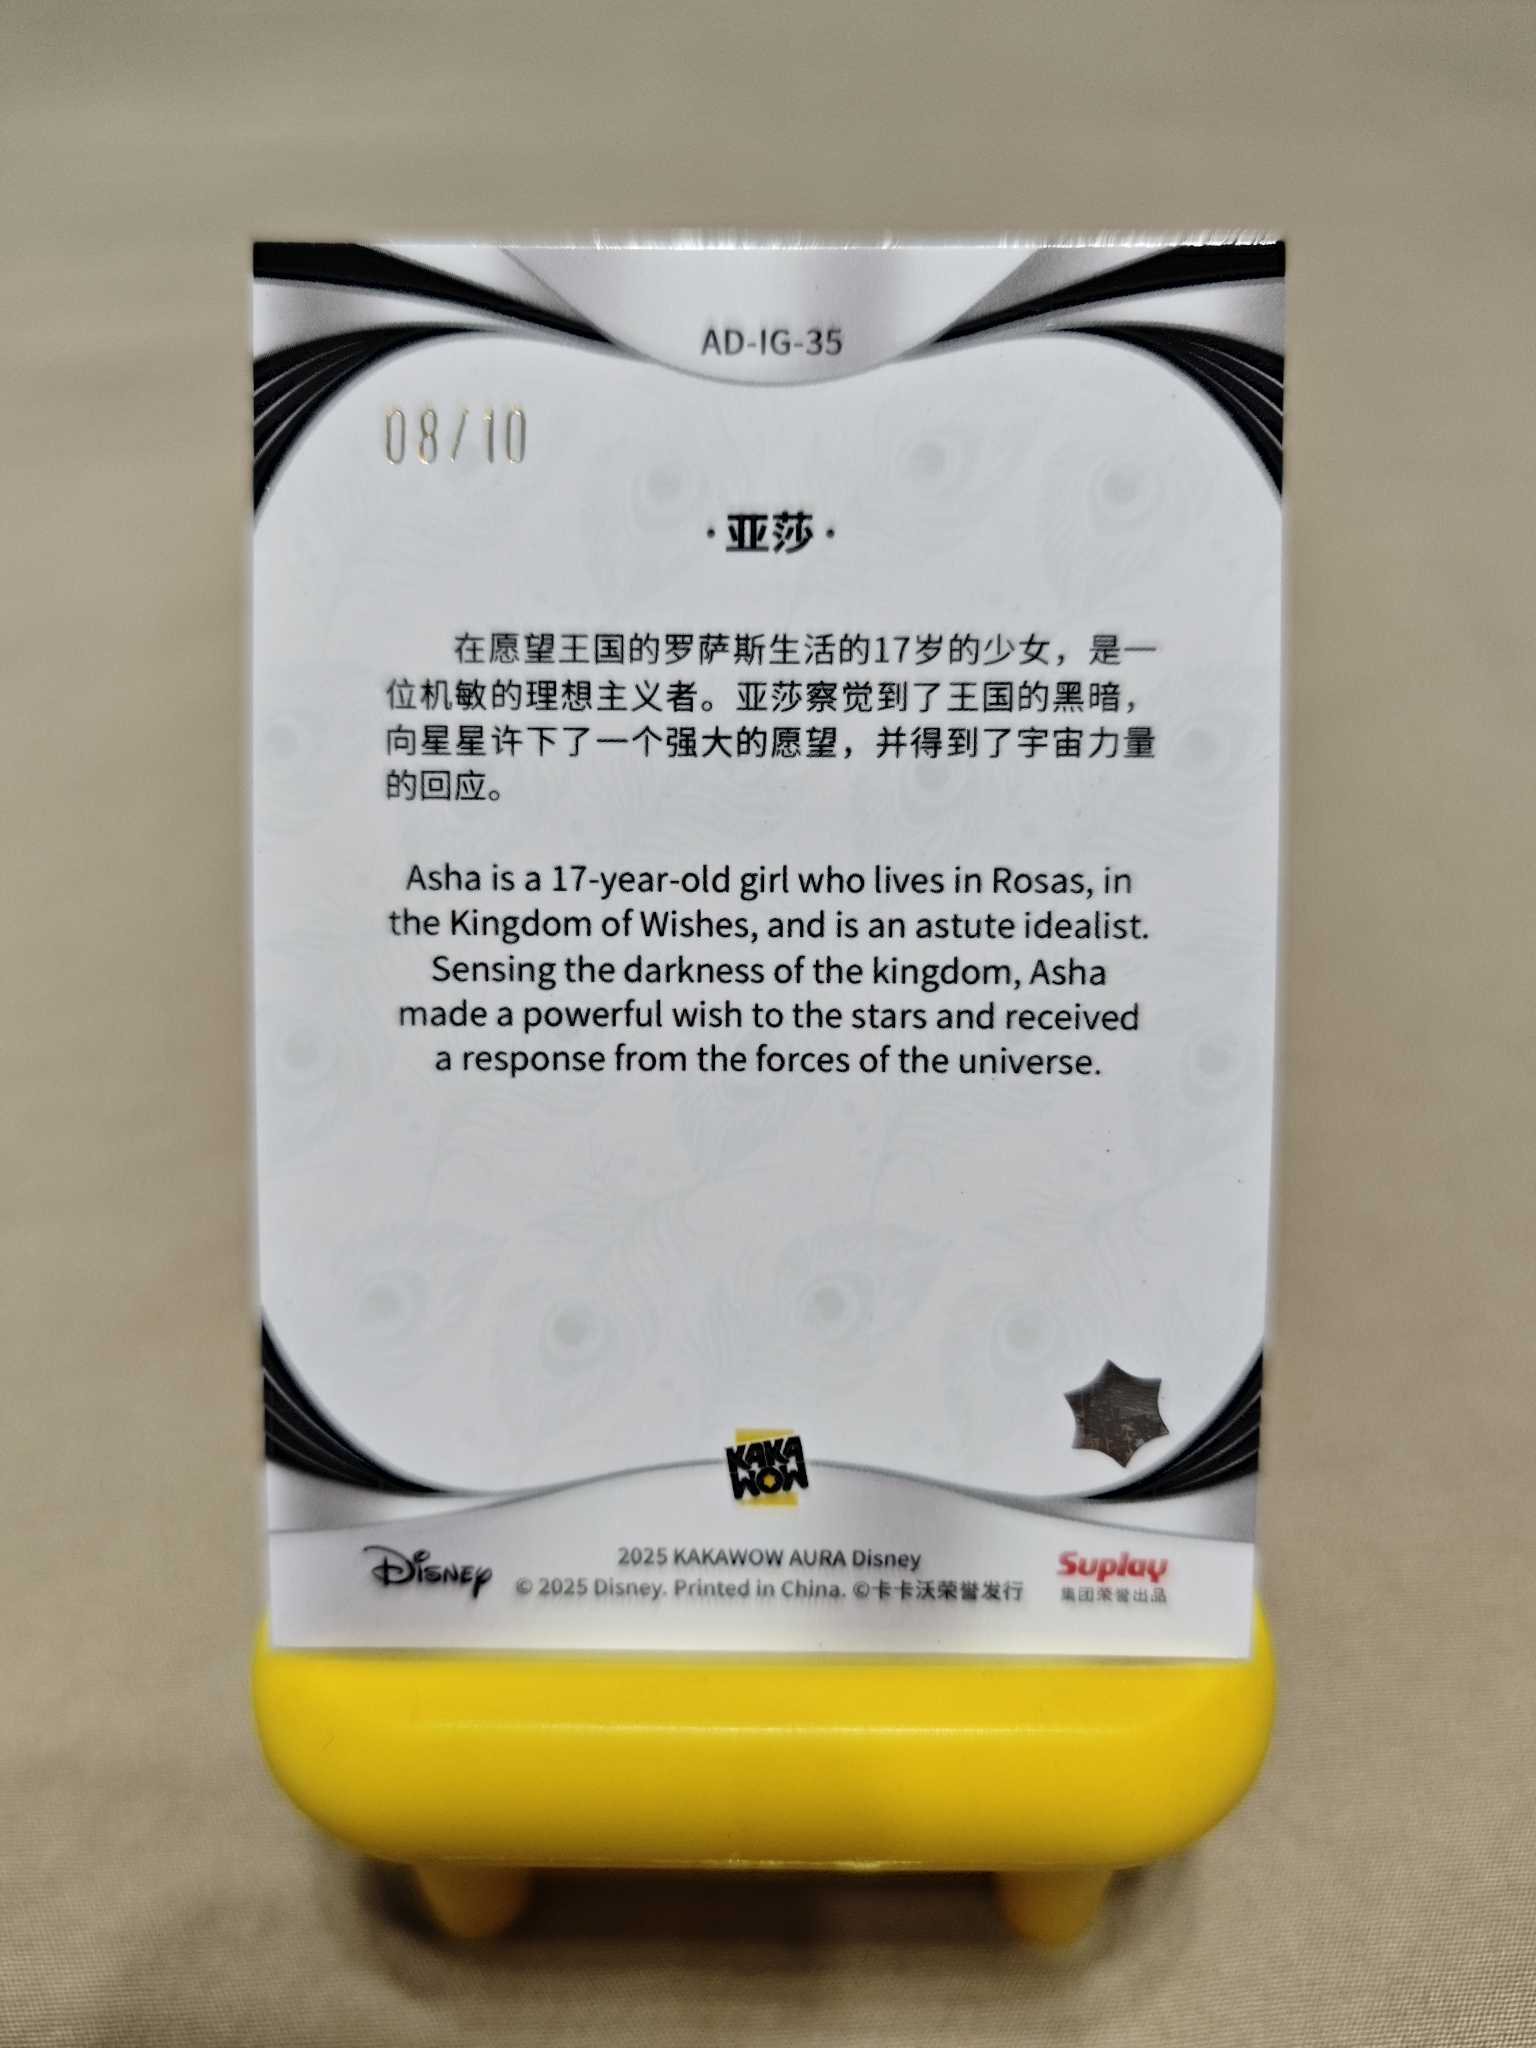 AD-IG-35
08/10
·亚莎·
在愿望王国的罗萨斯生活的17岁的少女，是一
位机敏的理想主义者。亚莎察觉到了王国的黑暗，
向星星许下了一个强大的愿望，并得到了宇宙力量
的回应。
Asha is a 17-year-old girl who lives in Rosas, in
the Kingdom of Wishes, and is an astute idealist.
Sensing the darkness of the kingdom, Asha
made a powerful wish to the stars and received
a response from the forces of the universe.
KAKA
WOW
Disney
2025 KAKAWOW AURA Disney
© 2025 Disney. Printed in China. ©卡卡沃荣誉发行
Suplay
集团荣誉出品